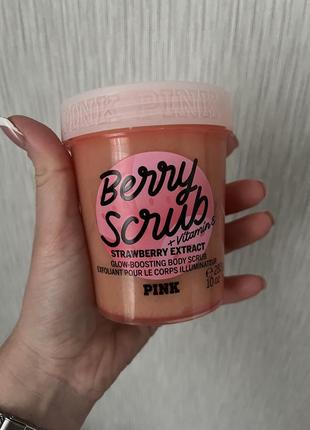 PINK PINK
Berry
Scrub
+ Vitamin E
STRAWBERRY EXTRACT
GLOW-BOOSTING BODY SCRUB
EXFOLIANT POUR LE CORPS ILLUMINATEUR
PINK
10 oz